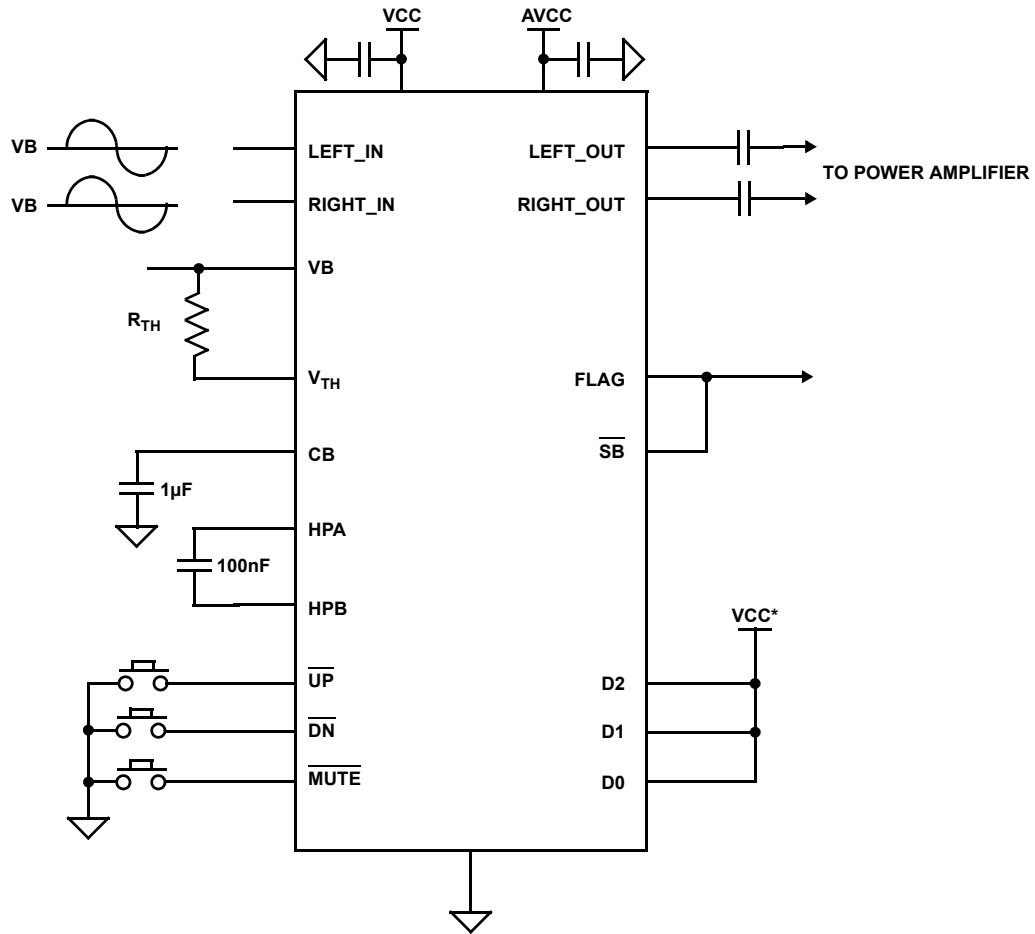 VCC
AVCC
VB
LEFT_IN
LEFT_OUT
TO POWER AMPLIFIER
VB
RIGHT_IN
RIGHT_OUT
VB
RTH
VTH
FLAG
CB
SB
1µF
HPA
100nF
HPB
VCC*
UP
D2
DN
D1
MUTE
D0